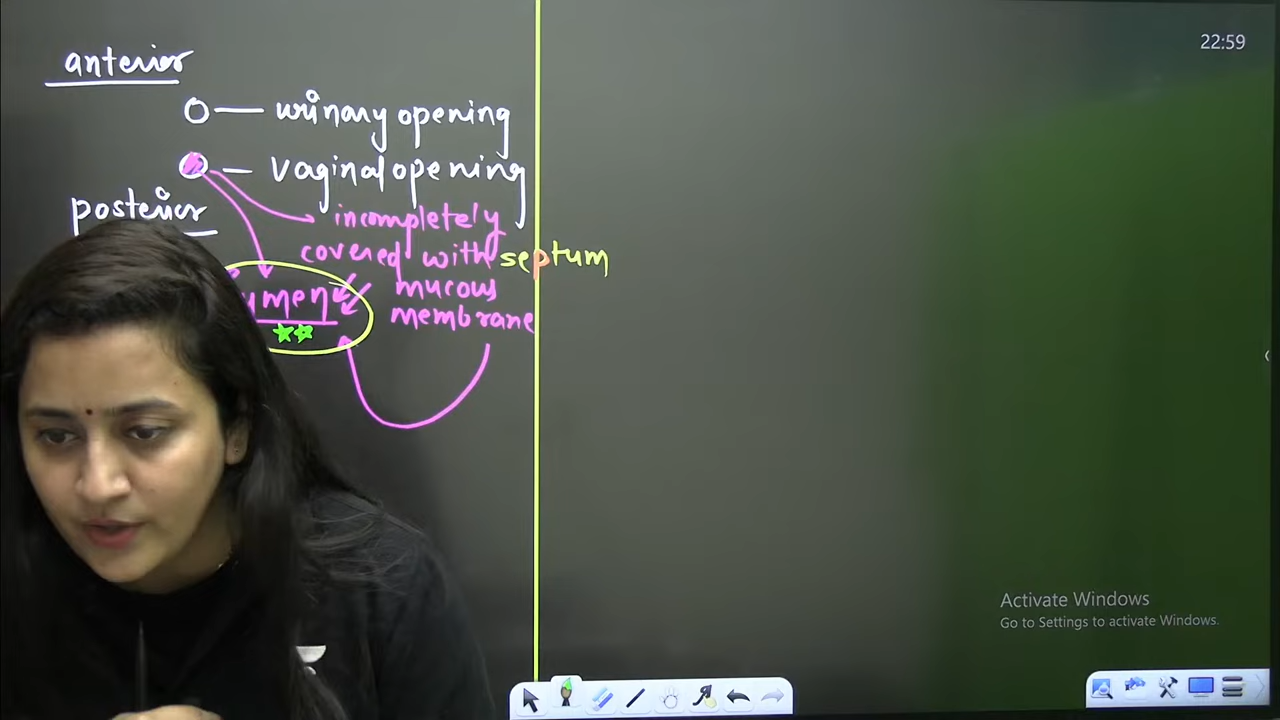 22:59
anterior
urinary opening
vaginal opening
posterior
incompletely
covered with septum
mucous
membrane
Activate Windows
Go to Settings to activate Windows.